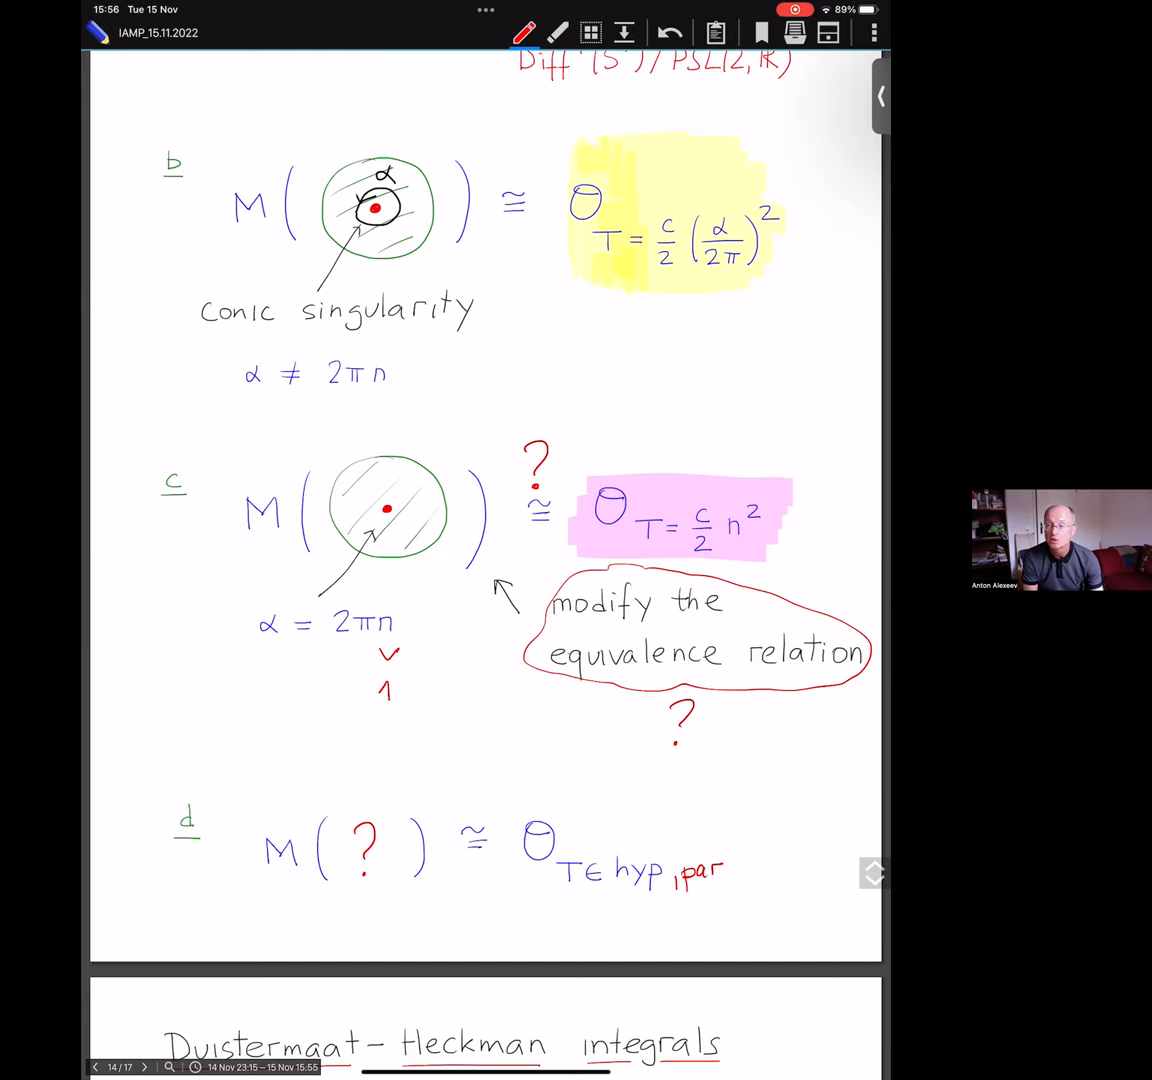 15:56 Tue 15 Nov
89%
IAMP_15.11.2022
Diff⁺(S¹) / PSL(2, ℝ)
b
M ( α ) ≅ O T = c/2 (α/2π)²
conic singularity
α ≠ 2πn
c
?
M ( ) ≅ O T = c/2 n²
modify the
α = 2πn
equivalence relation
∨
1
?
d
M ( ? ) ≅ O T ∈ hyp, par
Duistermaat - Heckman integrals
14 / 17
14 Nov 23:15 – 15 Nov 15:55
Anton Alexeev